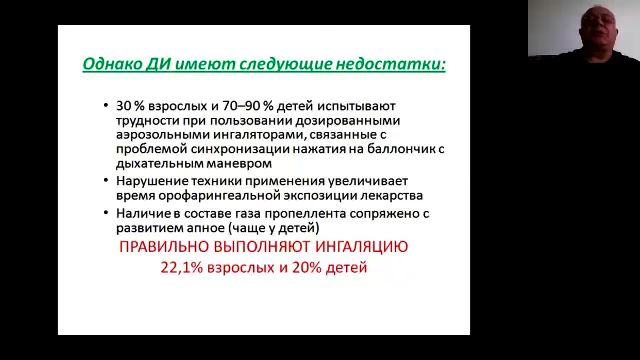 Однако ДИ имеют следующие недостатки:
• 30 % взрослых и 70–90 % детей испытывают
трудности при пользовании дозированными
аэрозольными ингаляторами, связанные с
проблемой синхронизации нажатия на баллончик с
дыхательным маневром
• Нарушение техники применения увеличивает
время орофарингеальной экспозиции лекарства
• Наличие в составе газа пропеллента сопряжено с
развитием апное (чаще у детей)
ПРАВИЛЬНО ВЫПОЛНЯЮТ ИНГАЛЯЦИЮ
22,1% взрослых и 20% детей